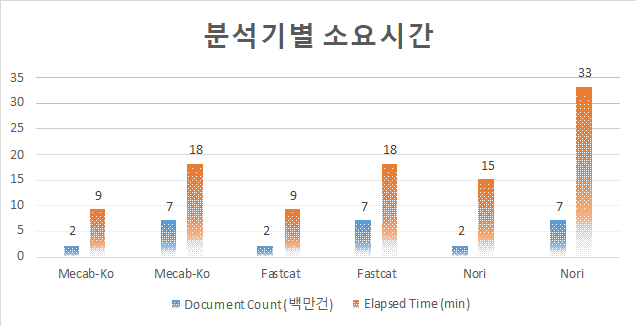 분석기별 소요시간
35
30
25
20
15
10
5
0
2 9 7 18 2 9 7 18 2 15 7 33
Mecab-Ko Mecab-Ko Fastcat Fastcat Nori Nori
Document Count (백만건) Elapsed Time (min)